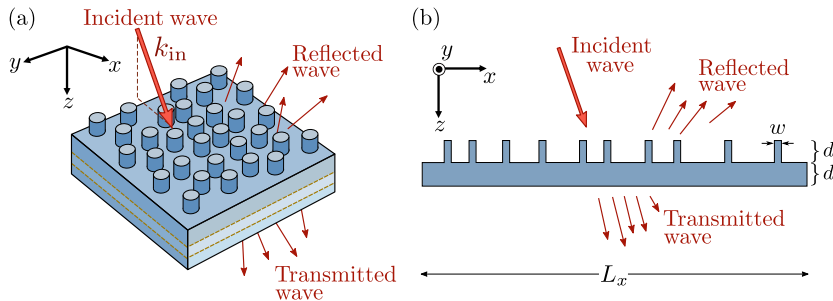 (a)
Incident wave
k_in
Reflected
wave
y
x
z
Transmitted
wave
(b)
y
x
z
Incident
wave
Reflected
wave
w
d
d
Transmitted
wave
L_x